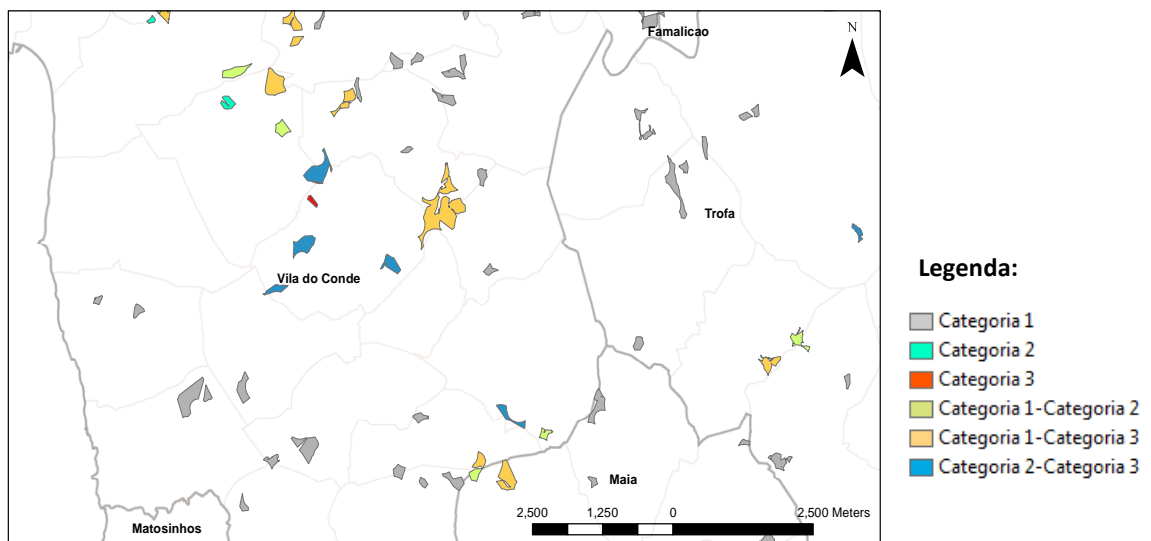 Famalicao
N
Trofa
Vila do Conde
Maia
Matosinhos
2,500 1,250 0 2,500 Meters
Legenda:
Categoria 1
Categoria 2
Categoria 3
Categoria 1-Categoria 2
Categoria 1-Categoria 3
Categoria 2-Categoria 3